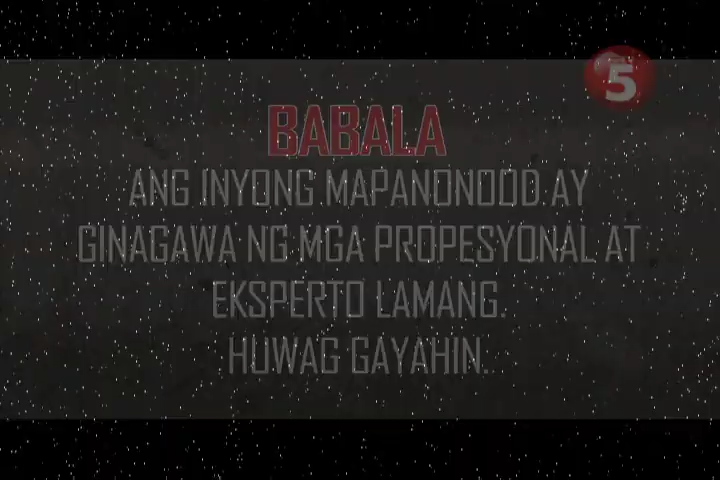 5
BABALA
ANG INYONG MAPANONOOD AY
GINAGAWA NG MGA PROPESYONAL AT
EKSPERTO LAMANG.
HUWAG GAYAHIN.